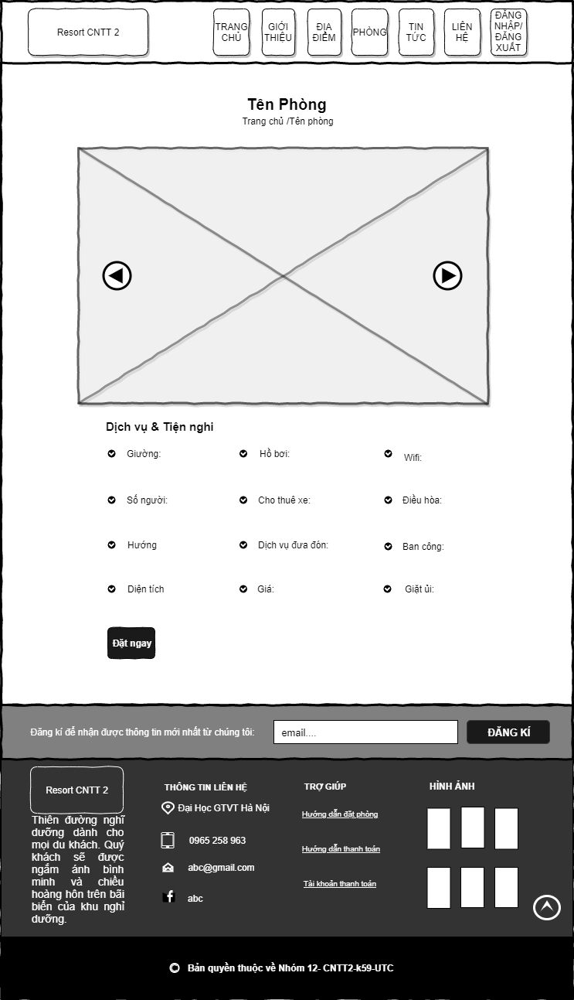 Resort CNTT 2
TRANG
CHỦ
GIỚI
THIỆU
ĐỊA
ĐIỂM
PHÒNG
TIN
TỨC
LIÊN
HỆ
ĐĂNG
NHẬP/
ĐĂNG
XUẤT
Tên Phòng
Trang chủ /Tên phòng
Dịch vụ & Tiện nghi
Giường:
Hồ bơi:
Wifi:
Số người:
Cho thuê xe:
Điều hòa:
Hướng
Dịch vụ đưa đón:
Ban công:
Diện tích
Giá:
Giặt ủi:
Đặt ngay
Đăng kí để nhận được thông tin mới nhất từ chúng tôi:
email....
ĐĂNG KÍ
Resort CNTT 2
Thiên đường nghĩ
dưỡng dành cho
mọi du khách. Quý
khách sẽ được
ngắm ánh bình
minh và chiều
hoàng hôn trên bãi
biển của khu nghỉ
dưỡng.
THÔNG TIN LIÊN HỆ
Đại Học GTVT Hà Nội
0965 258 963
abc@gmail.com
abc
TRỢ GIÚP
Hướng dẫn đặt phòng
Hướng dẫn thanh toán
Tài khoản thanh toán
HÌNH ẢNH
© Bản quyền thuộc về Nhóm 12- CNTT2-k59-UTC